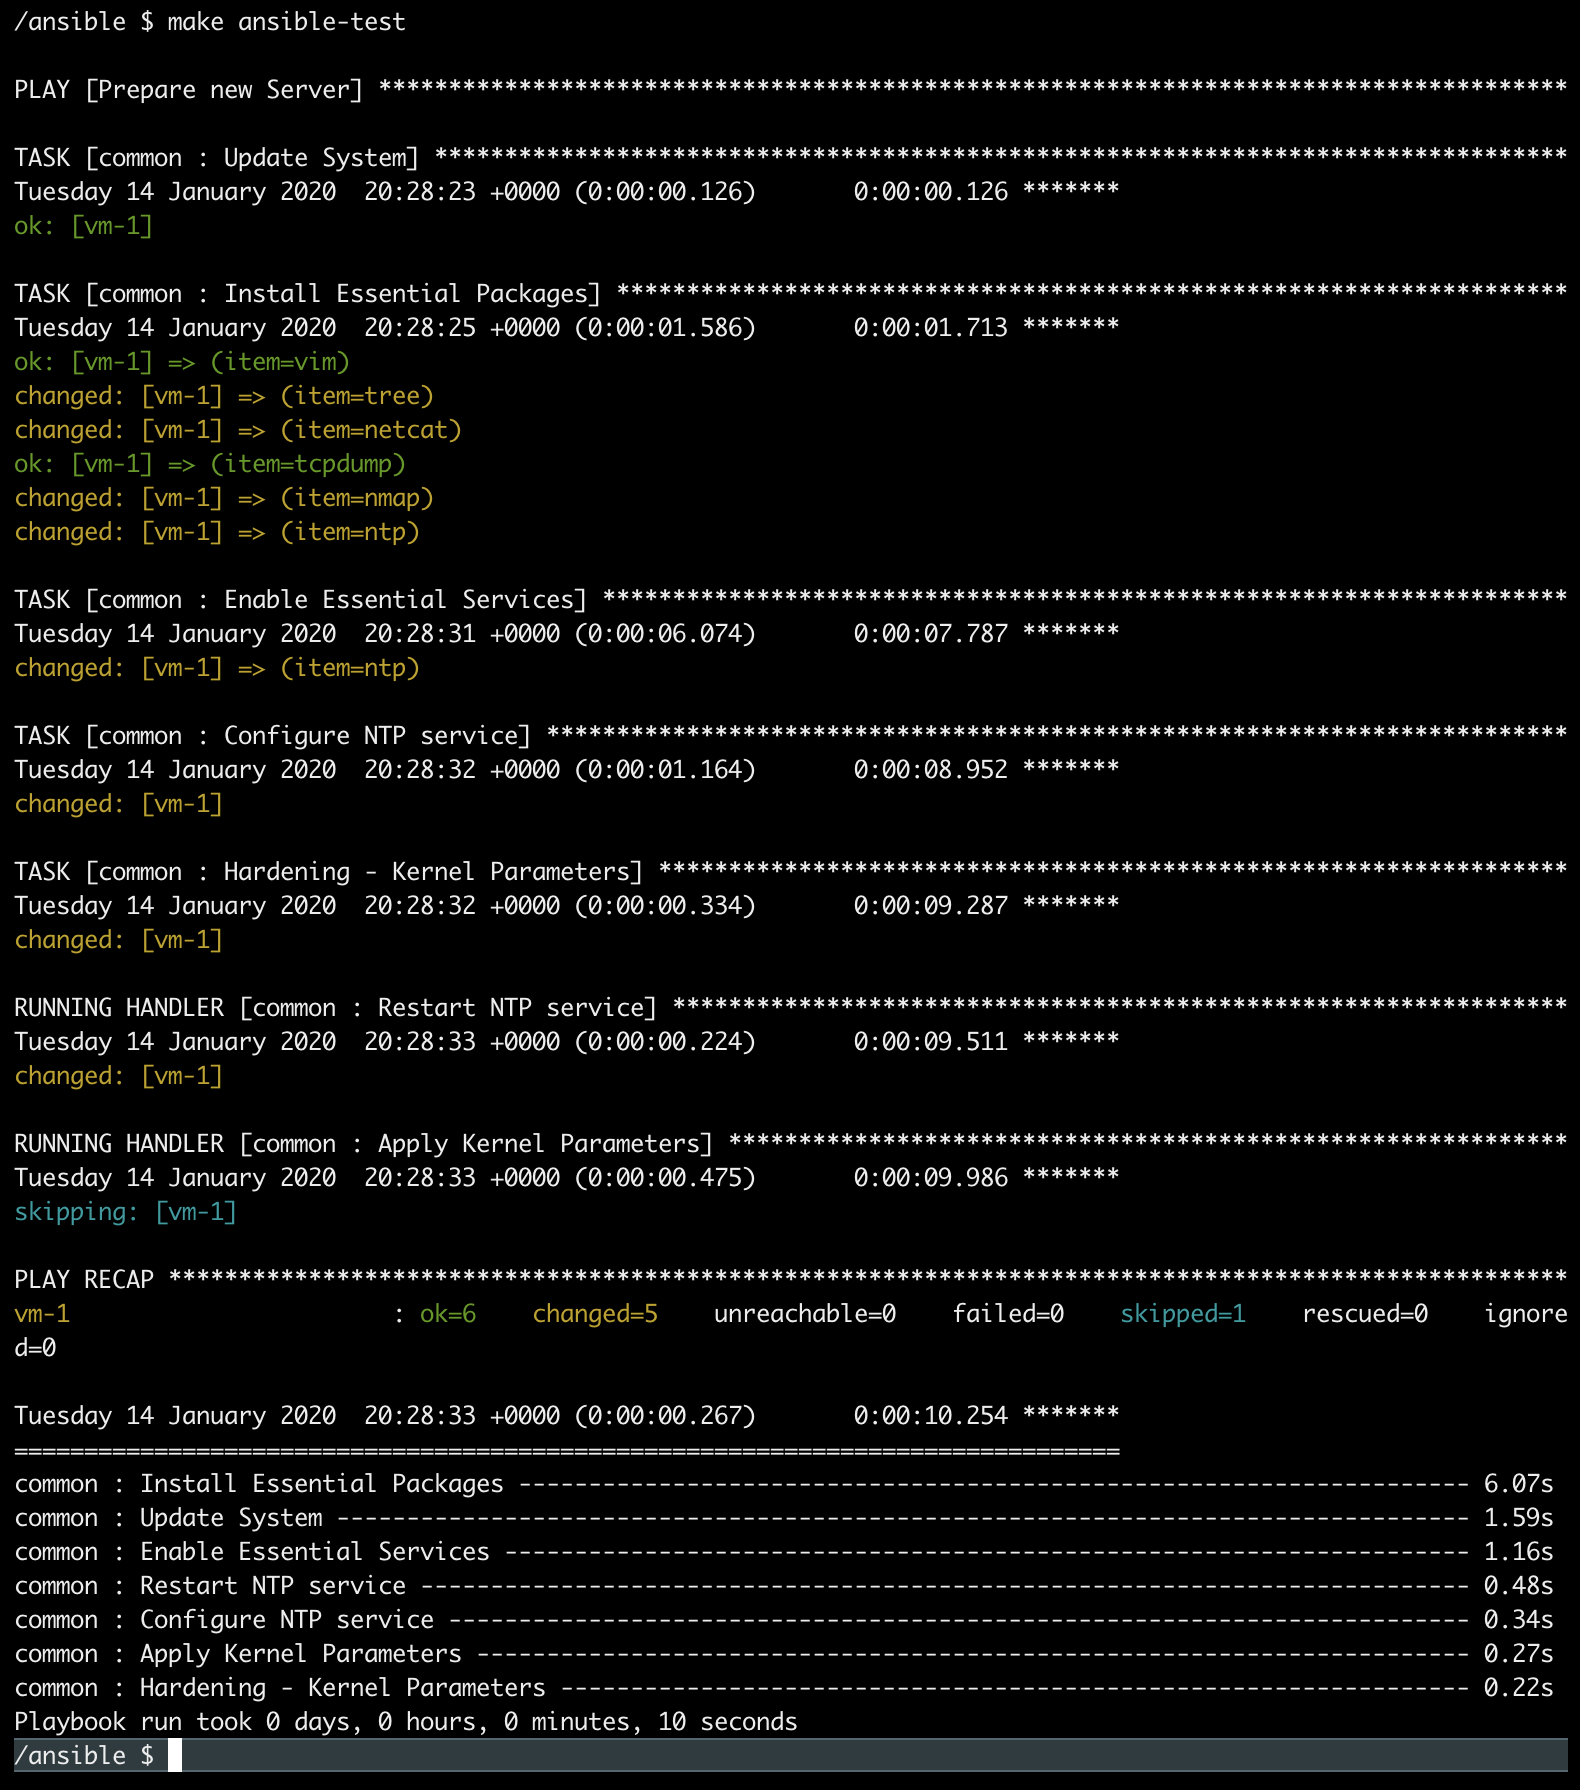 /ansible $ make ansible-test
PLAY [Prepare new Server] *************************************************************************************
TASK [common : Update System] *********************************************************************************
Tuesday 14 January 2020  20:28:23 +0000 (0:00:00.126)       0:00:00.126 *******
ok: [vm-1]
TASK [common : Install Essential Packages] ********************************************************************
Tuesday 14 January 2020  20:28:25 +0000 (0:00:01.586)       0:00:01.713 *******
ok: [vm-1] => (item=vim)
changed: [vm-1] => (item=tree)
changed: [vm-1] => (item=netcat)
ok: [vm-1] => (item=tcpdump)
changed: [vm-1] => (item=nmap)
changed: [vm-1] => (item=ntp)
TASK [common : Enable Essential Services] *********************************************************************
Tuesday 14 January 2020  20:28:31 +0000 (0:00:06.074)       0:00:07.787 *******
changed: [vm-1] => (item=ntp)
TASK [common : Configure NTP service] *************************************************************************
Tuesday 14 January 2020  20:28:32 +0000 (0:00:01.164)       0:00:08.952 *******
changed: [vm-1]
TASK [common : Hardening - Kernel Parameters] *****************************************************************
Tuesday 14 January 2020  20:28:32 +0000 (0:00:00.334)       0:00:09.287 *******
changed: [vm-1]
RUNNING HANDLER [common : Restart NTP service] ****************************************************************
Tuesday 14 January 2020  20:28:33 +0000 (0:00:00.224)       0:00:09.511 *******
changed: [vm-1]
RUNNING HANDLER [common : Apply Kernel Parameters] ************************************************************
Tuesday 14 January 2020  20:28:33 +0000 (0:00:00.475)       0:00:09.986 *******
skipping: [vm-1]
PLAY RECAP ****************************************************************************************************
vm-1                       : ok=6    changed=5    unreachable=0    failed=0    skipped=1    rescued=0    ignore
d=0
Tuesday 14 January 2020  20:28:33 +0000 (0:00:00.267)       0:00:10.254 *******
===============================================================================
common : Install Essential Packages -------------------------------------------------------------------- 6.07s
common : Update System --------------------------------------------------------------------------------- 1.59s
common : Enable Essential Services --------------------------------------------------------------------- 1.16s
common : Restart NTP service --------------------------------------------------------------------------- 0.48s
common : Configure NTP service ------------------------------------------------------------------------- 0.34s
common : Apply Kernel Parameters ----------------------------------------------------------------------- 0.27s
common : Hardening - Kernel Parameters ----------------------------------------------------------------- 0.22s
Playbook run took 0 days, 0 hours, 0 minutes, 10 seconds
/ansible $